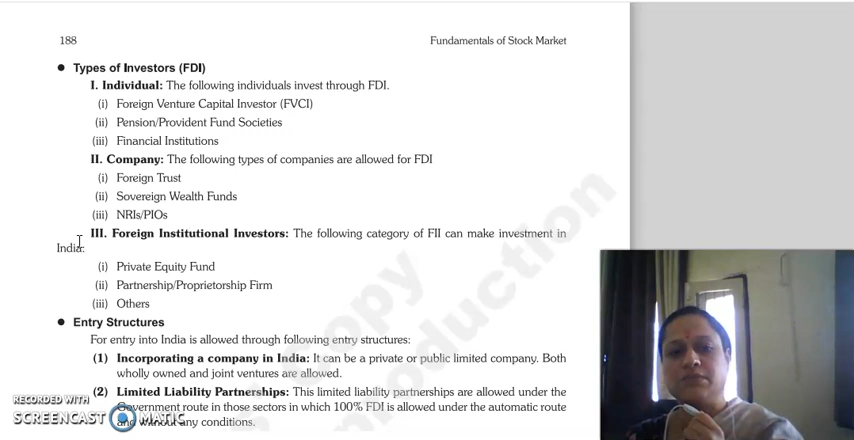 188 Fundamentals of Stock Market
● Types of Investors (FDI)
I. Individual: The following individuals invest through FDI.
(i) Foreign Venture Capital Investor (FVCI)
(ii) Pension/Provident Fund Societies
(iii) Financial Institutions
II. Company: The following types of companies are allowed for FDI
(i) Foreign Trust
(ii) Sovereign Wealth Funds
(iii) NRIs/PIOs
III. Foreign Institutional Investors: The following category of FII can make investment in
India:
(i) Private Equity Fund
(ii) Partnership/Proprietorship Firm
(iii) Others
● Entry Structures
For entry into India is allowed through following entry structures:
(1) Incorporating a company in India: It can be a private or public limited company. Both
wholly owned and joint ventures are allowed.
(2) Limited Liability Partnerships: This limited liability partnerships are allowed under the
Government route in those sectors in which 100% FDI is allowed under the automatic route
and without any conditions.
RECORDED WITH
SCREENCAST MATIC
copy